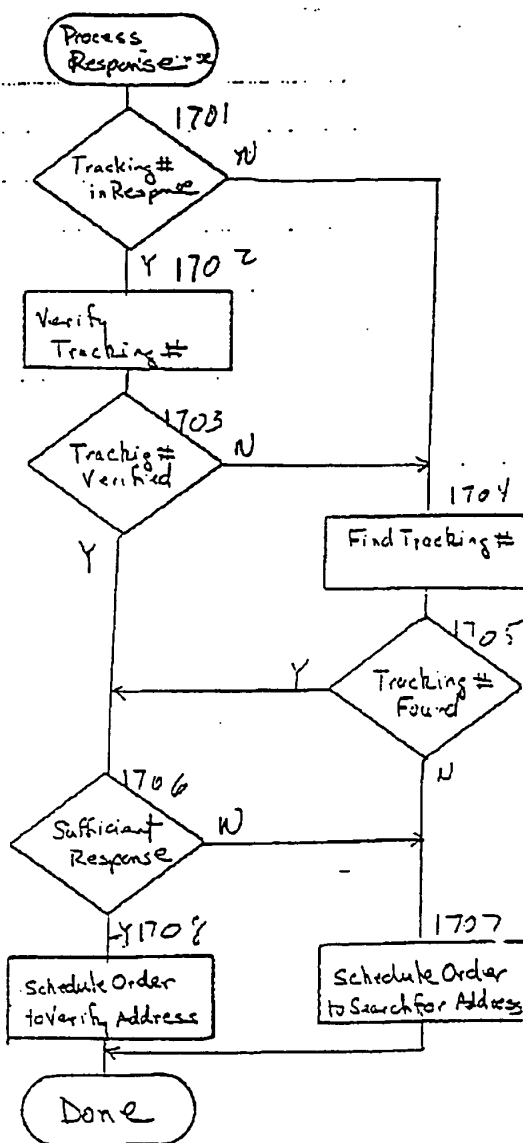 Process
Response
1701
Tracking #
in Response
N
Y 1702
Verify
Tracking #
1703
Trackig #
Verified
N
Y
1704
Find Tracking #
1705
Tracking #
Found
Y
N
1706
Sufficient
Response
N
Y 1708
Schedule Order
to Verify Address
1707
Schedule Order
to Search for Address
Done